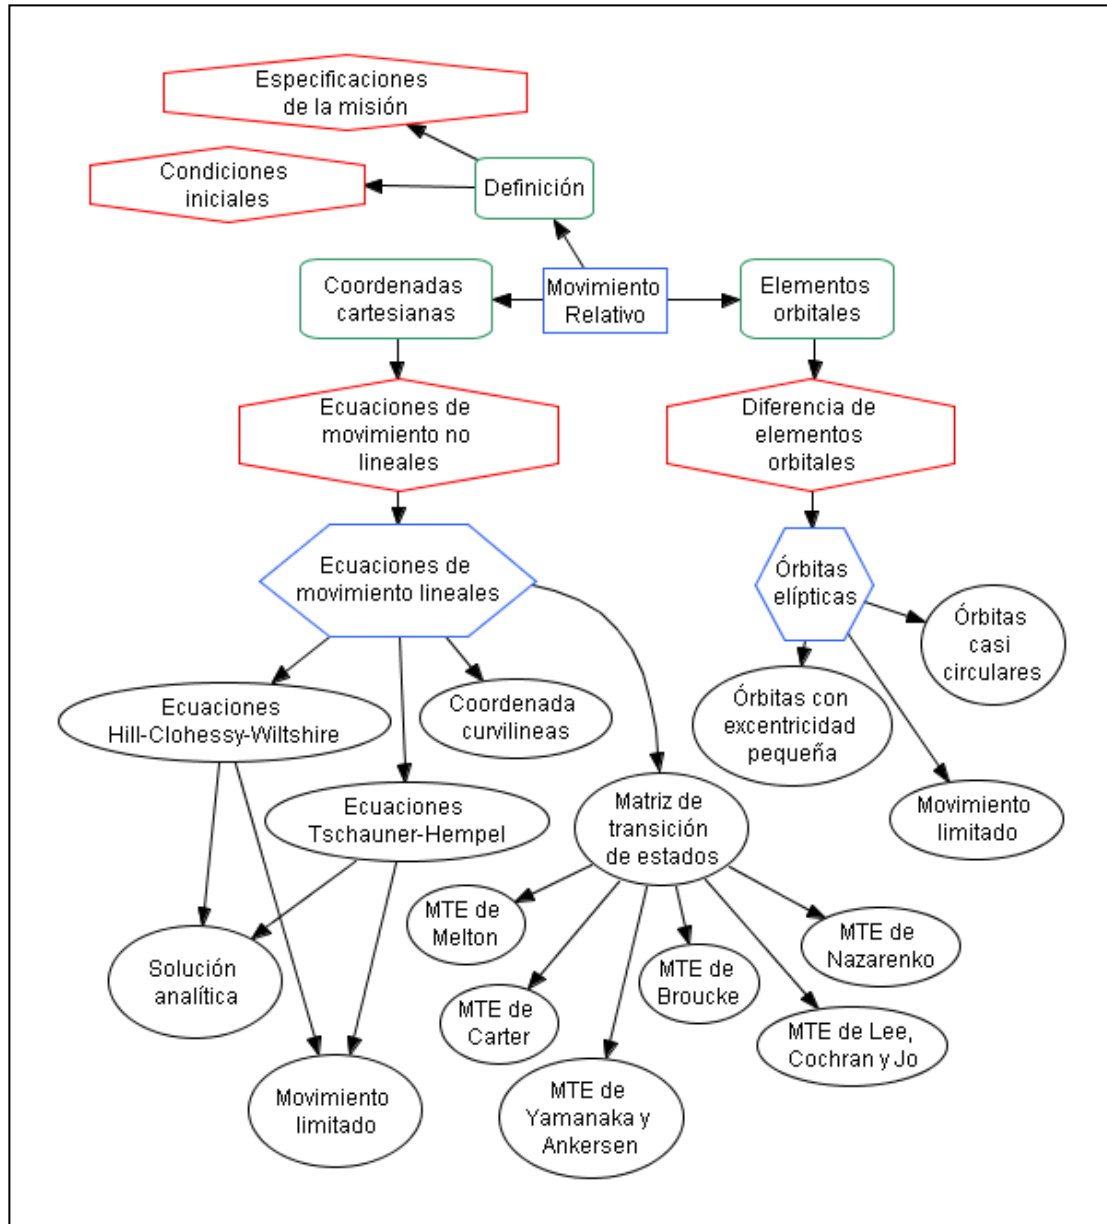 Especificaciones
de la misión
Condiciones
iniciales
Definición
Coordenadas
cartesianas
Movimiento
Relativo
Elementos
orbitales
Ecuaciones de
movimiento no
lineales
Diferencia de
elementos
orbitales
Ecuaciones de
movimiento lineales
Órbitas
elípticas
Órbitas
casi
circulares
Ecuaciones
Hill-Clohessy-Wiltshire
Coordenada
curvilineas
Órbitas con
excentricidad
pequeña
Ecuaciones
Tschauner-Hempel
Matriz de
transición
de estados
Movimiento
limitado
MTE de
Melton
MTE de
Nazarenko
Solución
analítica
MTE de
Broucke
MTE de
Carter
MTE de Lee,
Cochran y Jo
Movimiento
limitado
MTE de
Yamanaka y
Ankersen